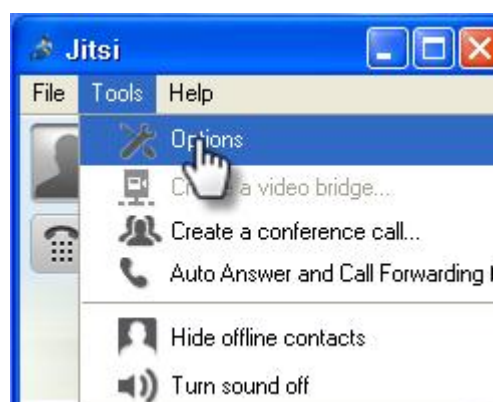 Jitsi
File Tools Help
Options
a video bridge...
Create a conference call...
Auto Answer and Call Forwarding
Hide offline contacts
Turn sound off